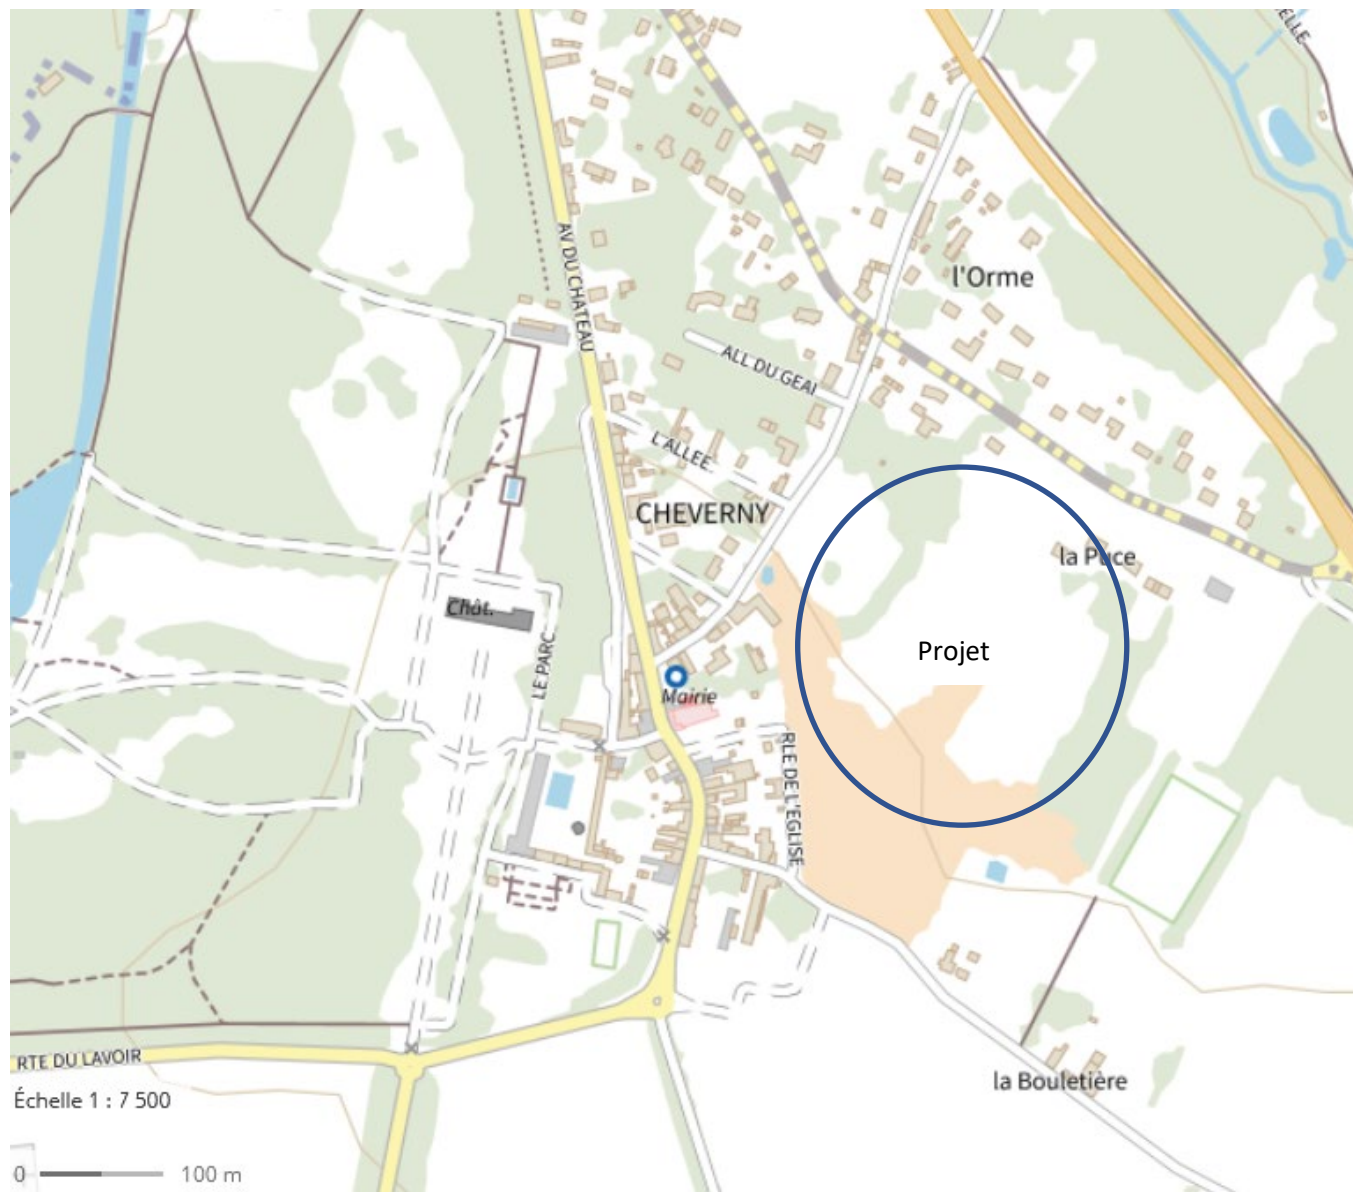 ELLE
AV DU CHATEAU
l'Orme
ALL DU GEAI
L'ALLEE
CHEVERNY
la Puce
Chât.
LE PARC
Projet
Mairie
RLE DE L'EGLISE
RTE DU LAVOIR
la Bouletière
Échelle 1 : 7 500
0 100 m